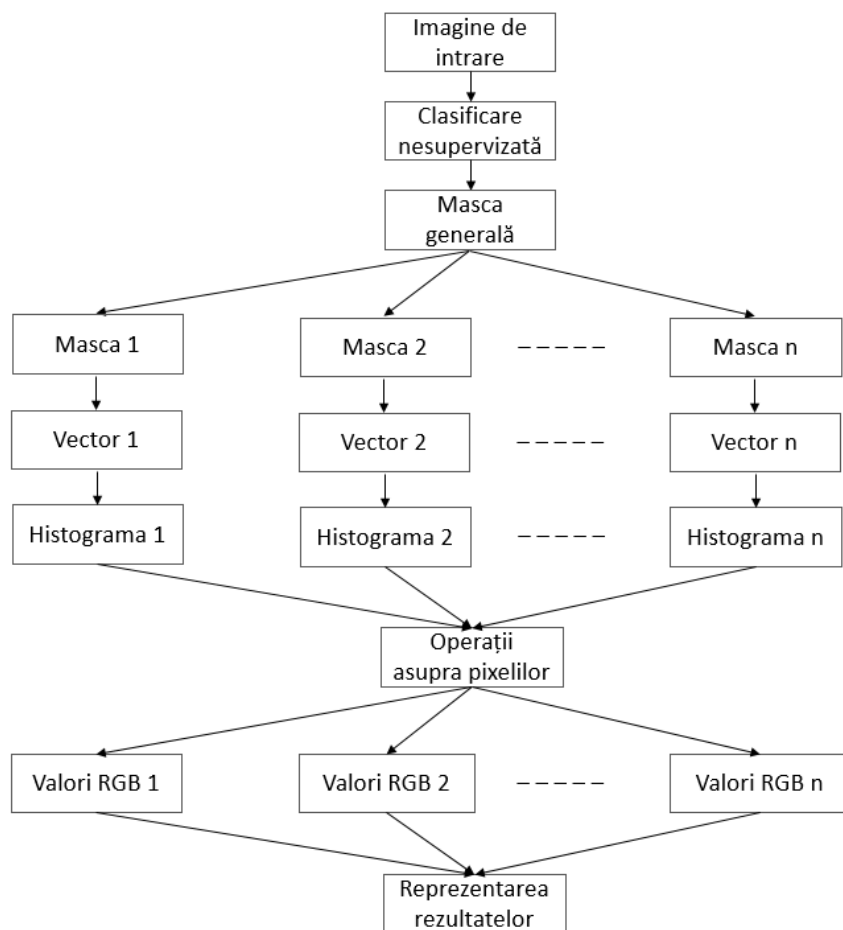 Imagine de
intrare
Clasificare
nesupervizată
Masca
generală
Masca 1
Masca 2
Masca n
Vector 1
Vector 2
Vector n
Histograma 1
Histograma 2
Histograma n
Operații
asupra pixelilor
Valori RGB 1
Valori RGB 2
Valori RGB n
Reprezentarea
rezultatelor